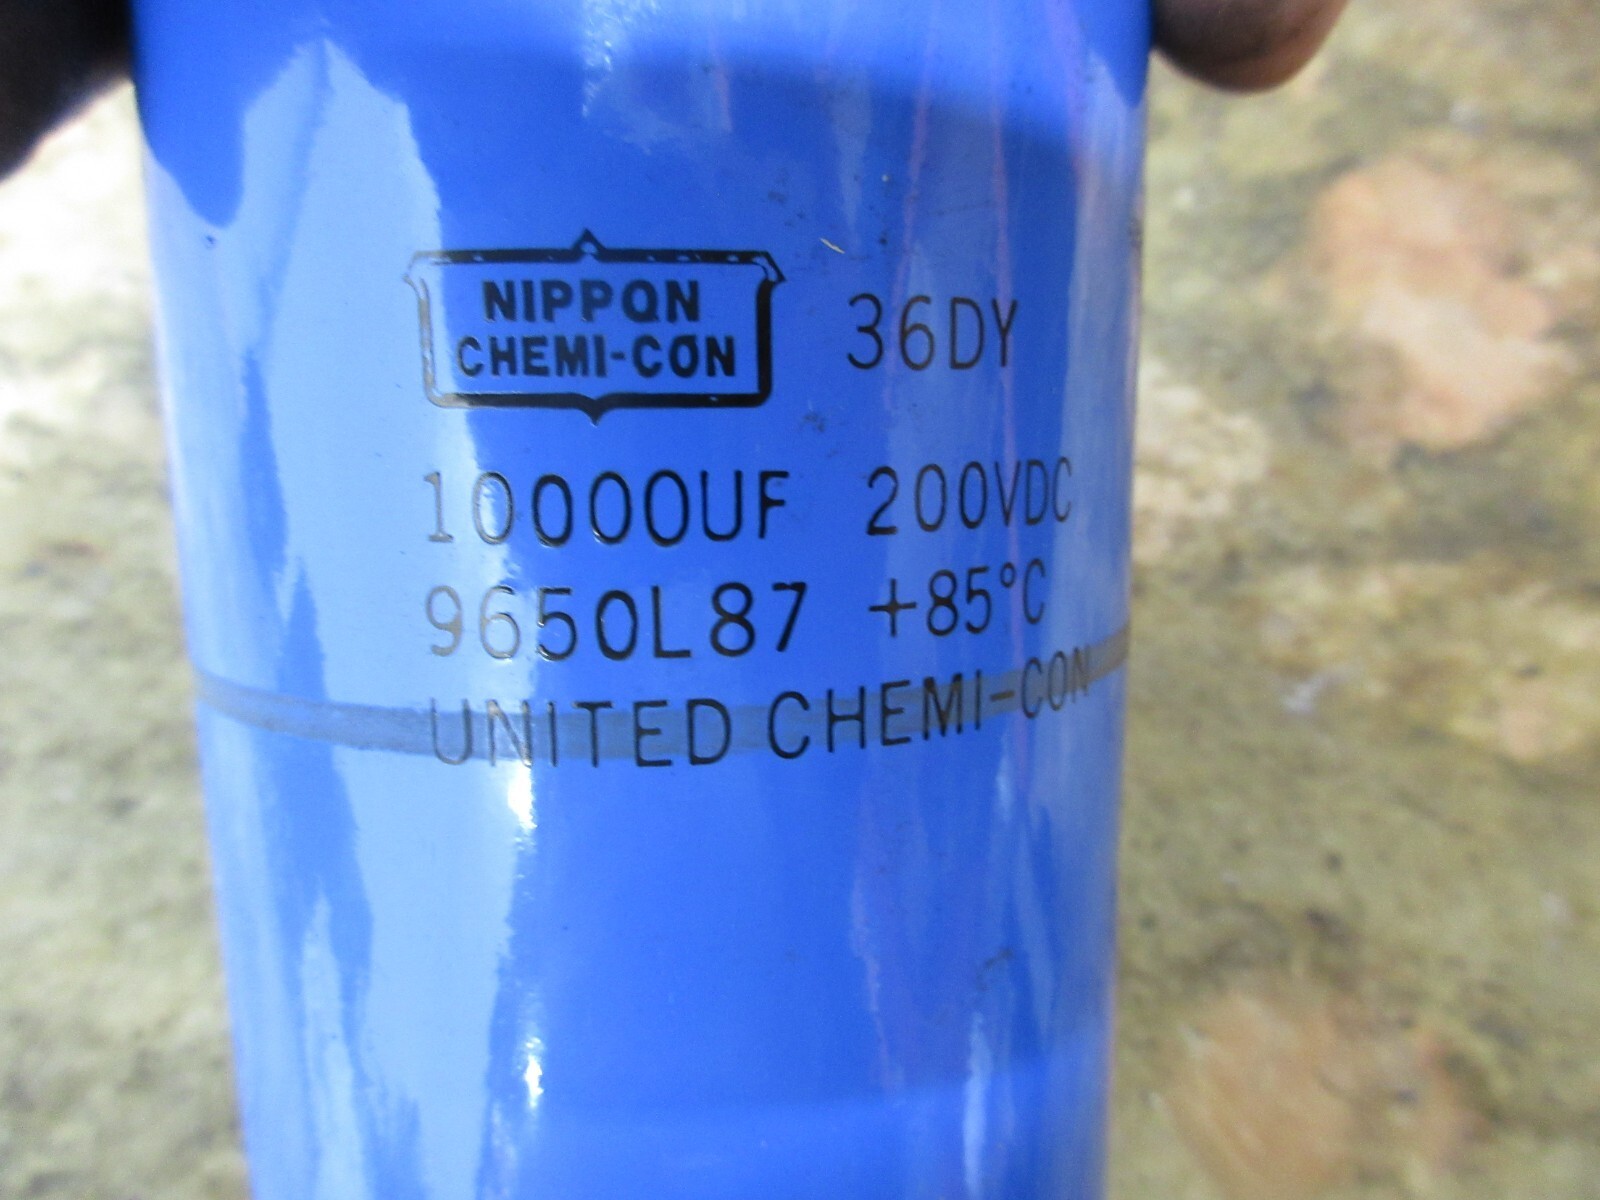 NIPPON
CHEMI-CON
36DY
10000UF 200VDC
9650L87 +85°C
UNITED CHEMI-CON